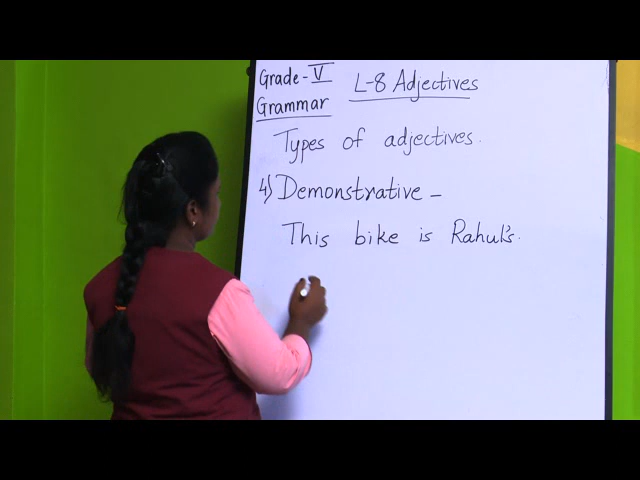 Grade - V
Grammar
L-8 Adjectives
Types of adjectives.
4) Demonstrative -
This bike is Rahul's.